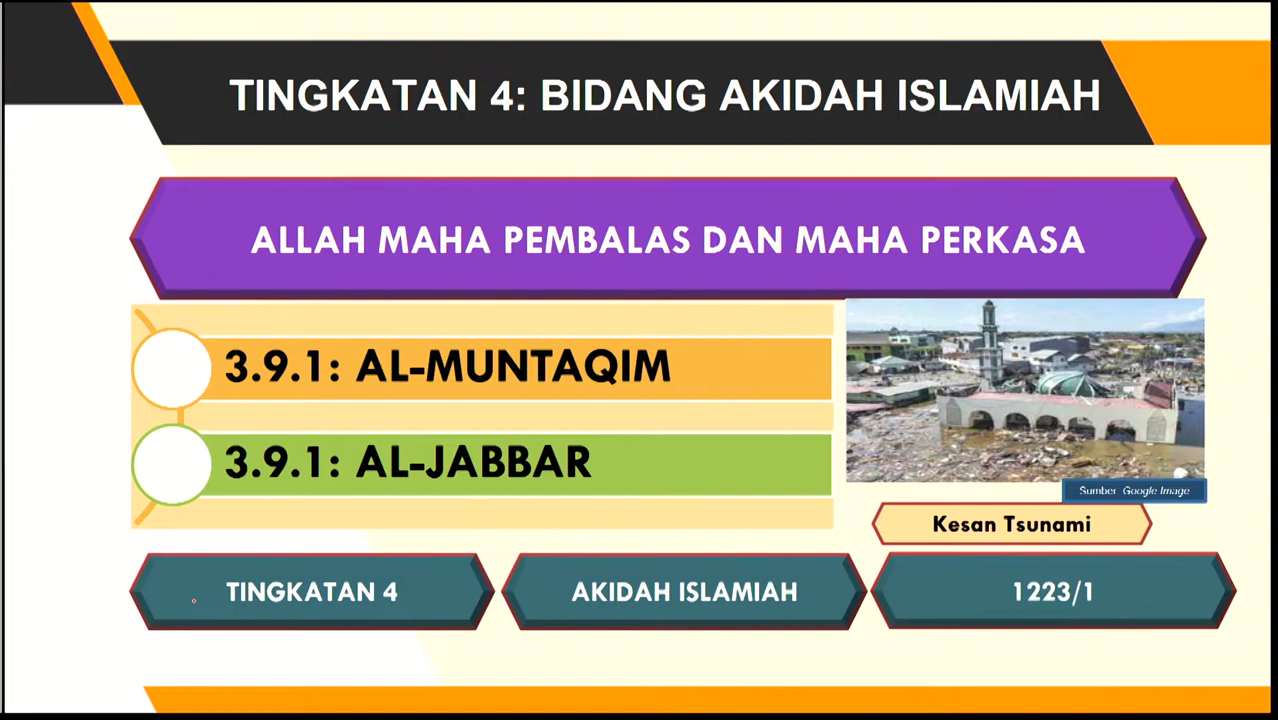 TINGKATAN 4: BIDANG AKIDAH ISLAMIAH
ALLAH MAHA PEMBALAS DAN MAHA PERKASA
3.9.1: AL-MUNTAQIM
3.9.1: AL-JABBAR
Sumber Google Image
Kesan Tsunami
TINGKATAN 4
AKIDAH ISLAMIAH
1223/1